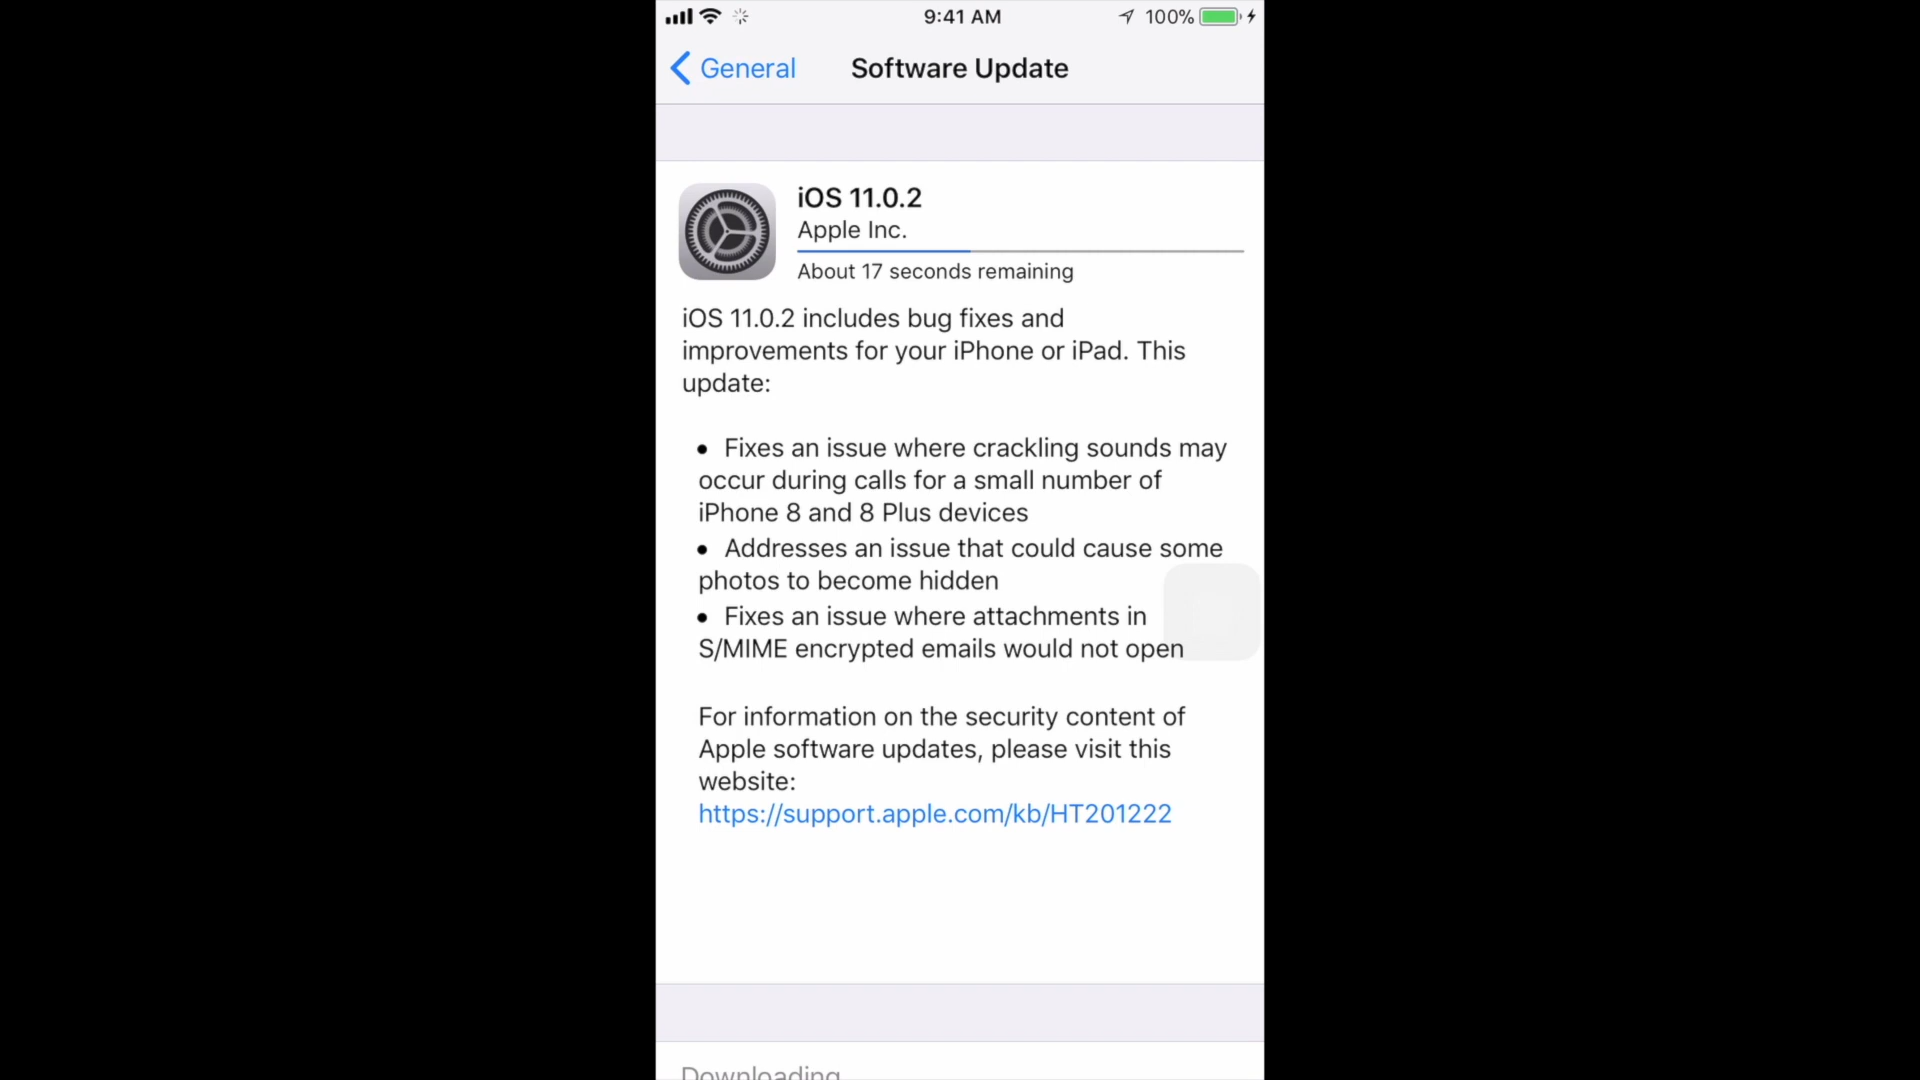 9:41 AM
100%
General
Software Update
iOS 11.0.2
Apple Inc.
About 17 seconds remaining
iOS 11.0.2 includes bug fixes and
improvements for your iPhone or iPad. This
update:
• Fixes an issue where crackling sounds may
occur during calls for a small number of
iPhone 8 and 8 Plus devices
• Addresses an issue that could cause some
photos to become hidden
• Fixes an issue where attachments in
S/MIME encrypted emails would not open
For information on the security content of
Apple software updates, please visit this
website:
https://support.apple.com/kb/HT201222
Downloading